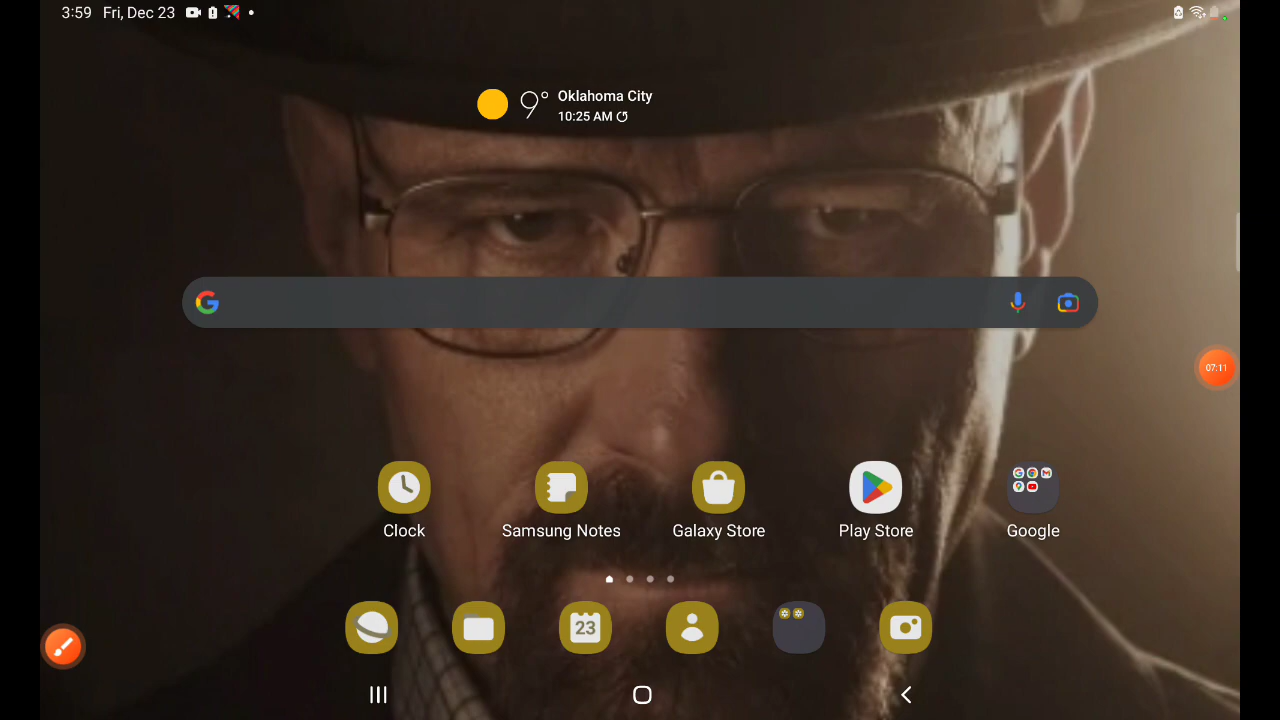 3:59 Fri, Dec 23
9° Oklahoma City
10:25 AM
07:11
Clock Samsung Notes Galaxy Store Play Store Google
23